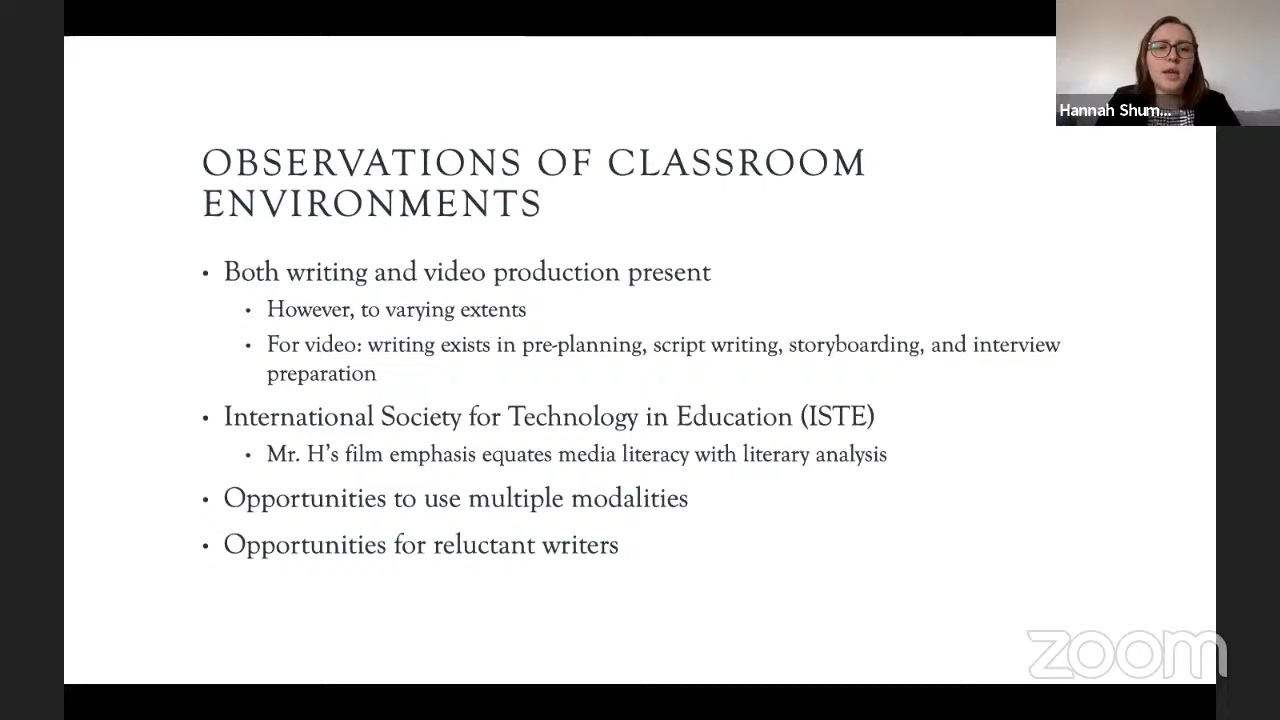 Hannah Shum...
OBSERVATIONS OF CLASSROOM
ENVIRONMENTS
• Both writing and video production present
• However, to varying extents
• For video: writing exists in pre-planning, script writing, storyboarding, and interview
preparation
• International Society for Technology in Education (ISTE)
• Mr. H's film emphasis equates media literacy with literary analysis
• Opportunities to use multiple modalities
• Opportunities for reluctant writers
zoom